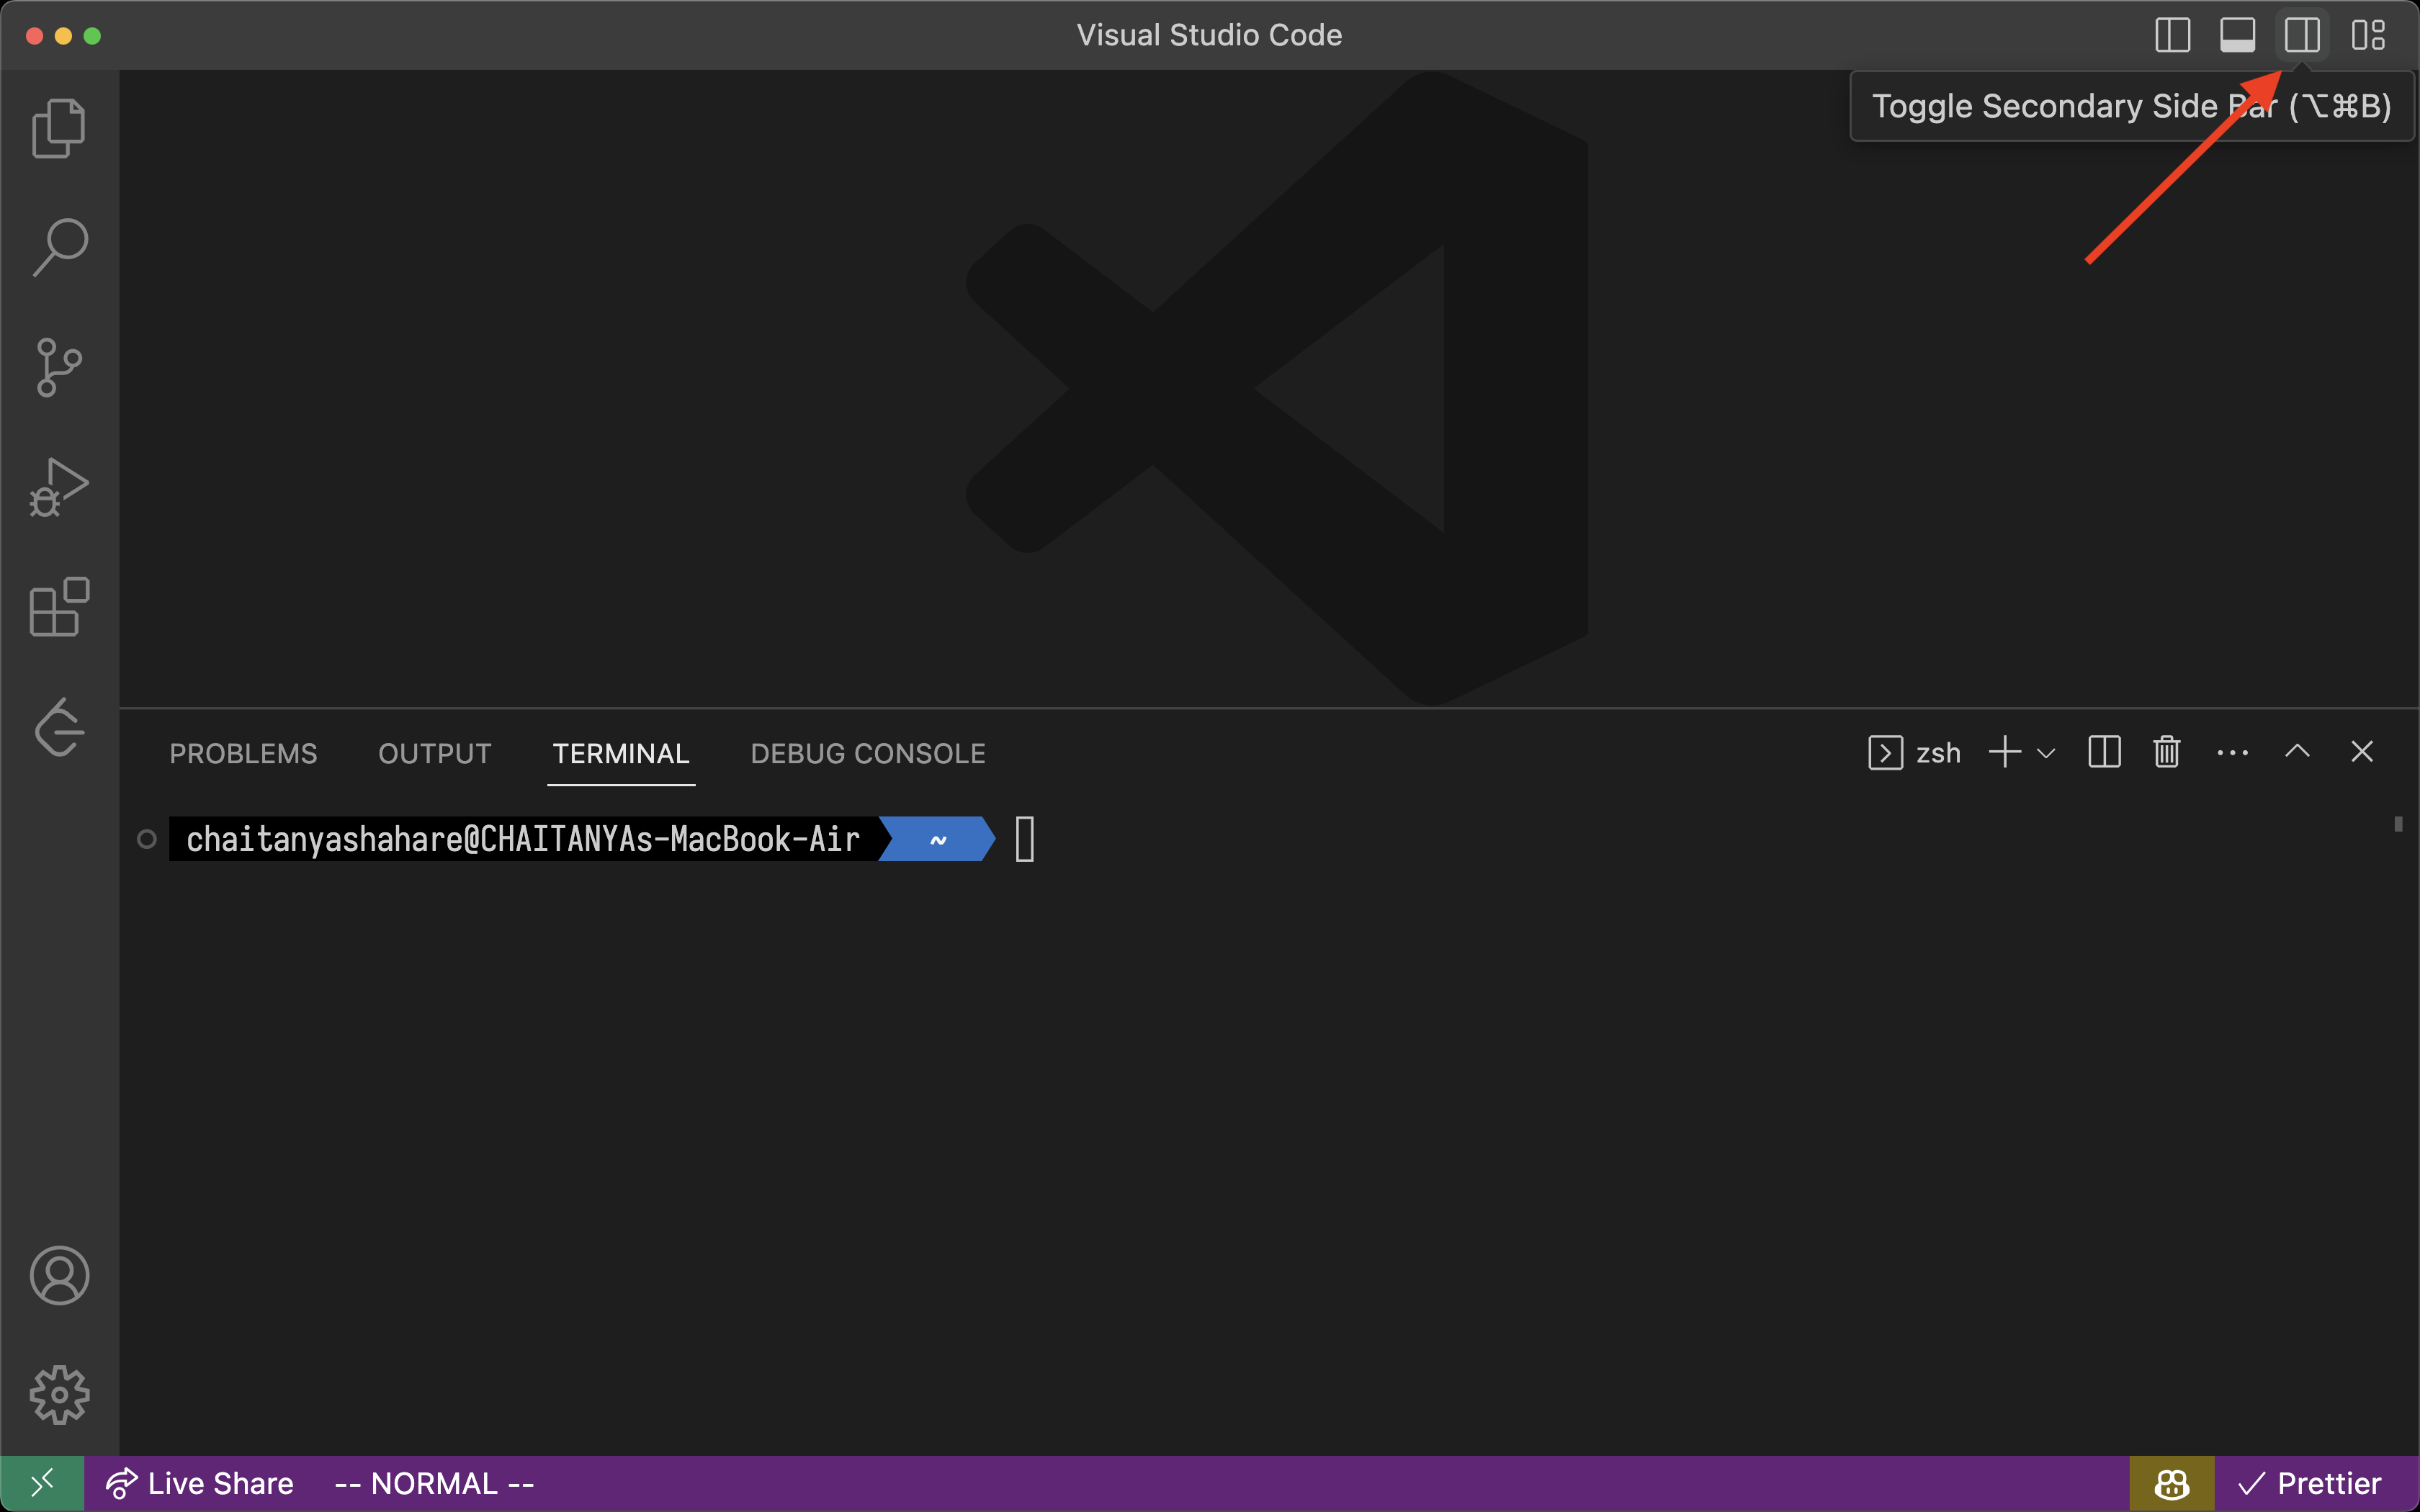 Visual Studio Code
Toggle Secondary Side Bar (⌥⌘B)
PROBLEMS OUTPUT TERMINAL DEBUG CONSOLE zsh
chaitanyashahare@CHAITANYAs-MacBook-Air ~
Live Share -- NORMAL -- Prettier